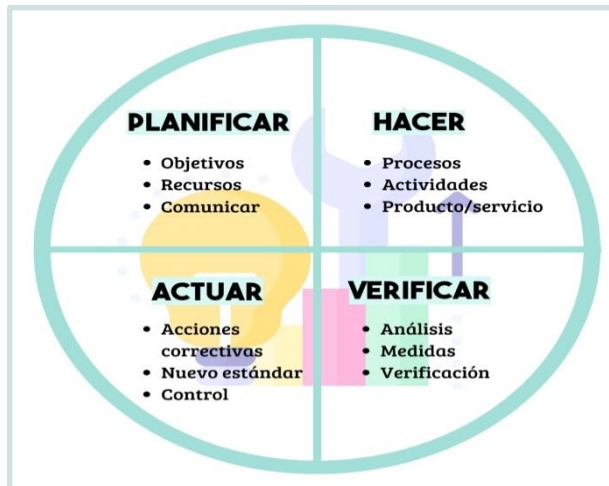 PLANIFICAR
• Objetivos
• Recursos
• Comunicar
HACER
• Procesos
• Actividades
• Producto/servicio
ACTUAR
• Acciones
correctivas
• Nuevo estándar
• Control
VERIFICAR
• Análisis
• Medidas
• Verificación